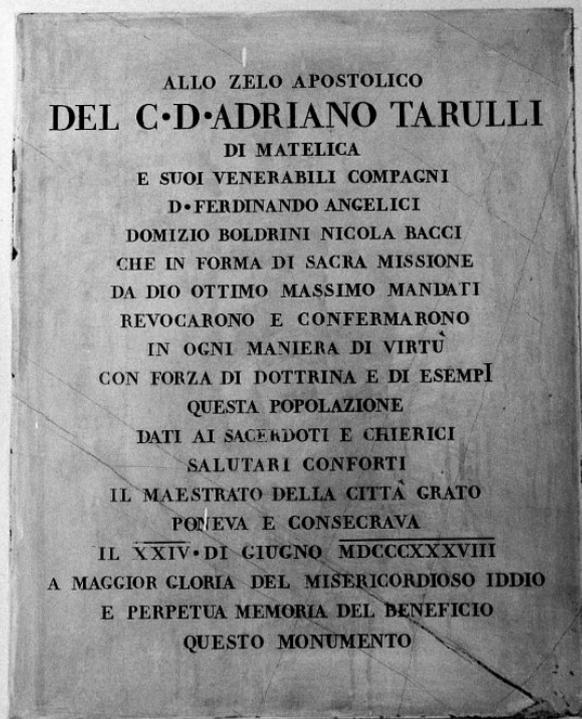 ALLO ZELO APOSTOLICO
DEL C•D•ADRIANO TARULLI
DI MATELICA
E SUOI VENERABILI COMPAGNI
D•FERDINANDO ANGELICI
DOMIZIO BOLDRINI NICOLA BACCI
CHE IN FORMA DI SACRA MISSIONE
DA DIO OTTIMO MASSIMO MANDATI
REVOCARONO E CONFERMARONO
IN OGNI MANIERA DI VIRTÙ
CON FORZA DI DOTTRINA E DI ESEMPI
QUESTA POPOLAZIONE
DATI AI SACERDOTI E CHIERICI
SALUTARI CONFORTI
IL MAESTRATO DELLA CITTÀ GRATO
PONEVA E CONSECRAVA
IL XXIV•DI GIUGNO MDCCCXXXVIII
A MAGGIOR GLORIA DEL MISERICORDIOSO IDDIO
E PERPETUA MEMORIA DEL BENEFICIO
QUESTO MONUMENTO